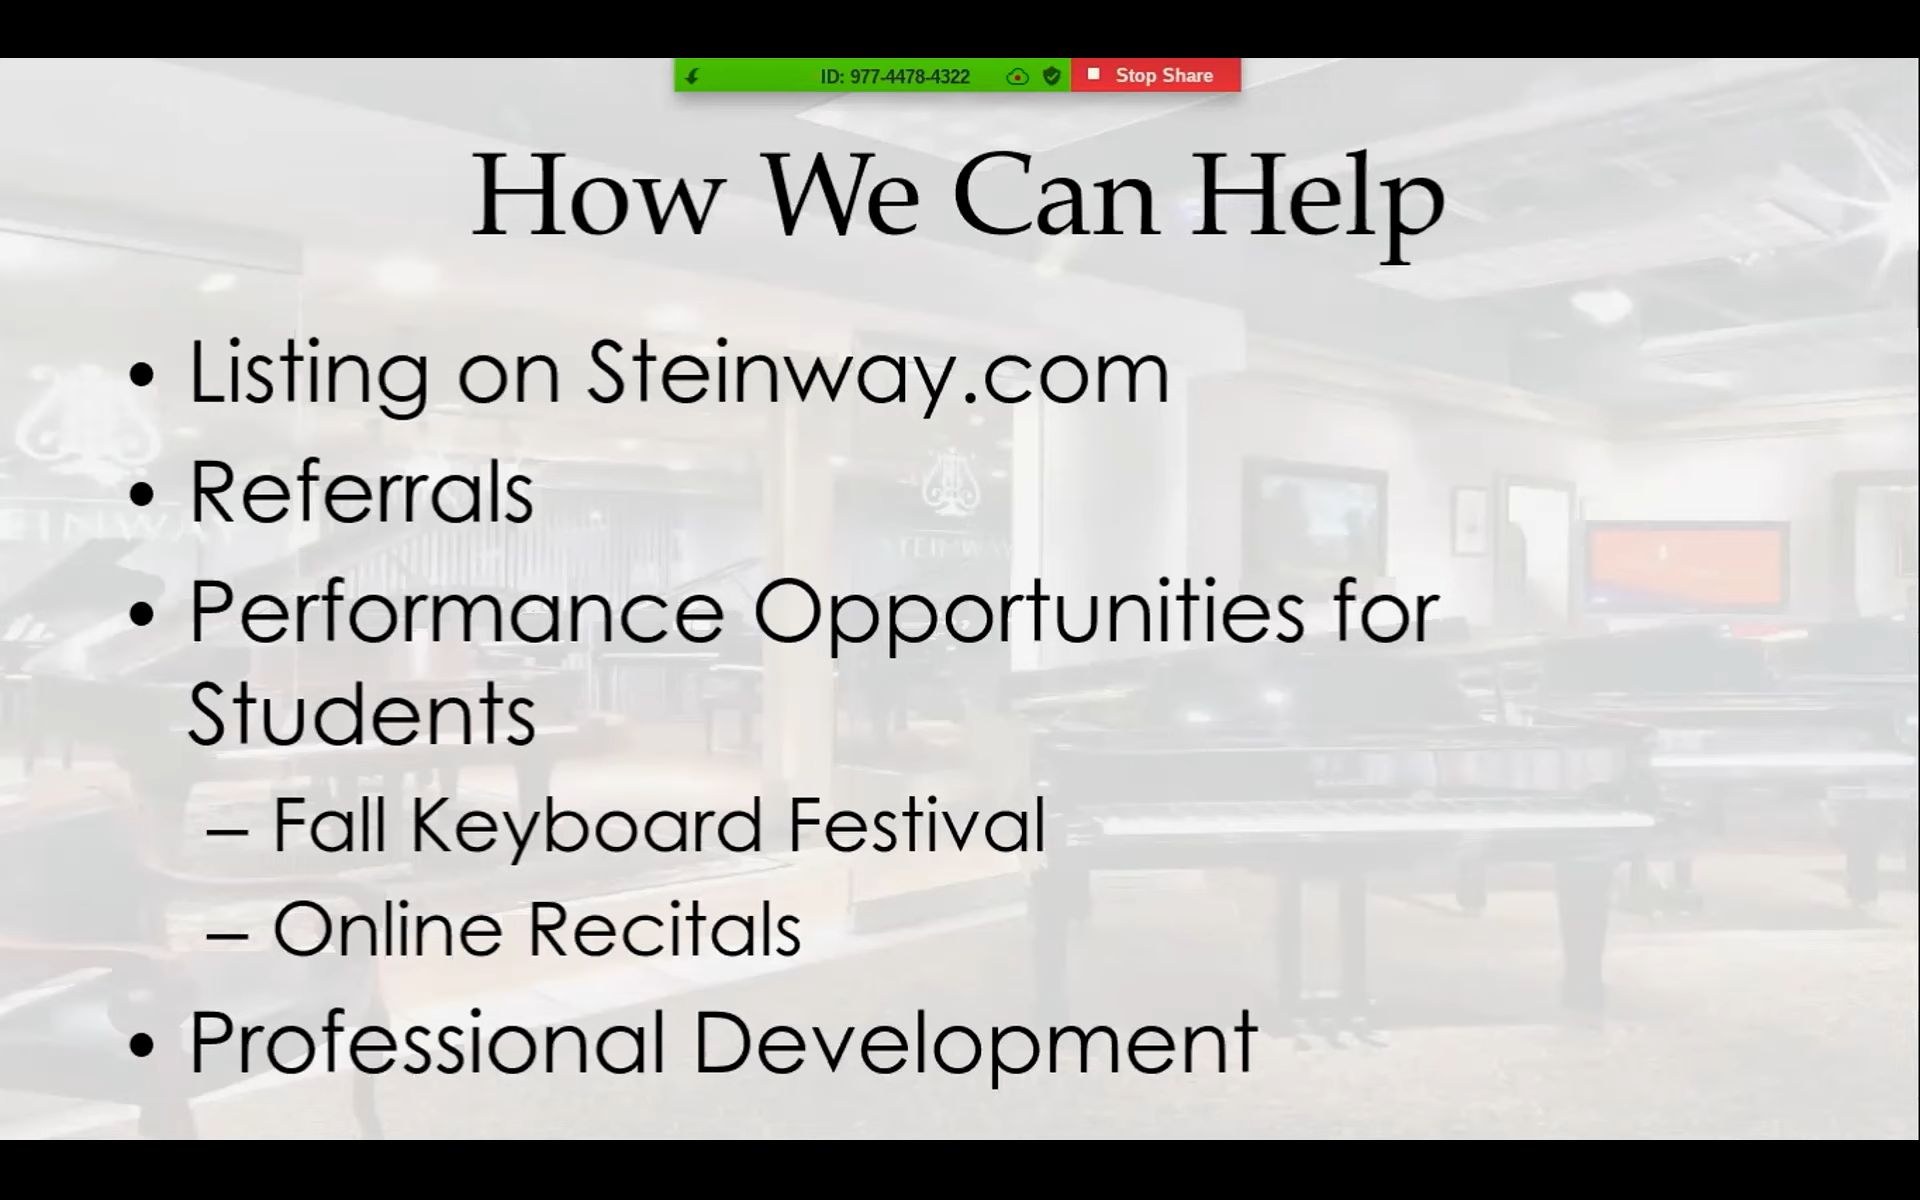 ID: 977-4478-4322
Stop Share
How We Can Help
• Listing on Steinway.com
• Referrals
• Performance Opportunities for
Students
– Fall Keyboard Festival
– Online Recitals
• Professional Development